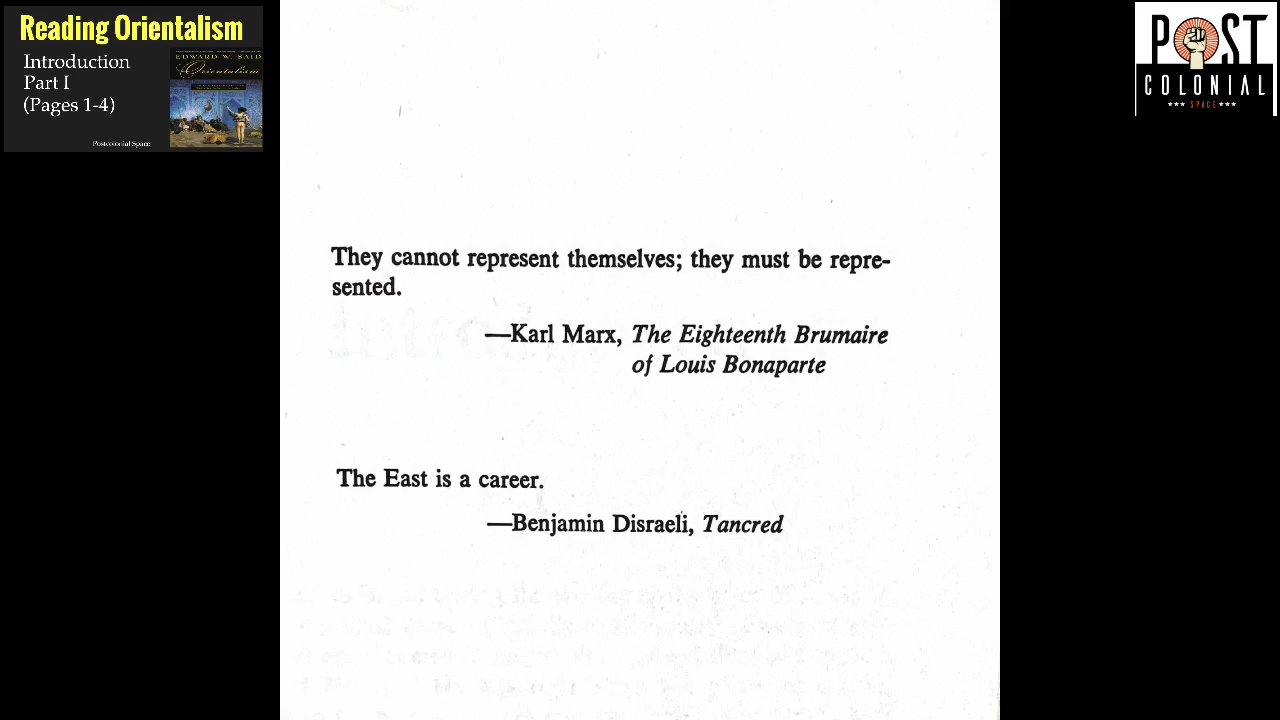 Reading Orientalism
Introduction
Part I
(Pages 1-4)
EDWARD W. SAID
Orientalism
Postcolonial Space
POST
COLONIAL
*** SPACE ***
They cannot represent themselves; they must be repre-
sented.
—Karl Marx, The Eighteenth Brumaire
of Louis Bonaparte
The East is a career.
—Benjamin Disraeli, Tancred